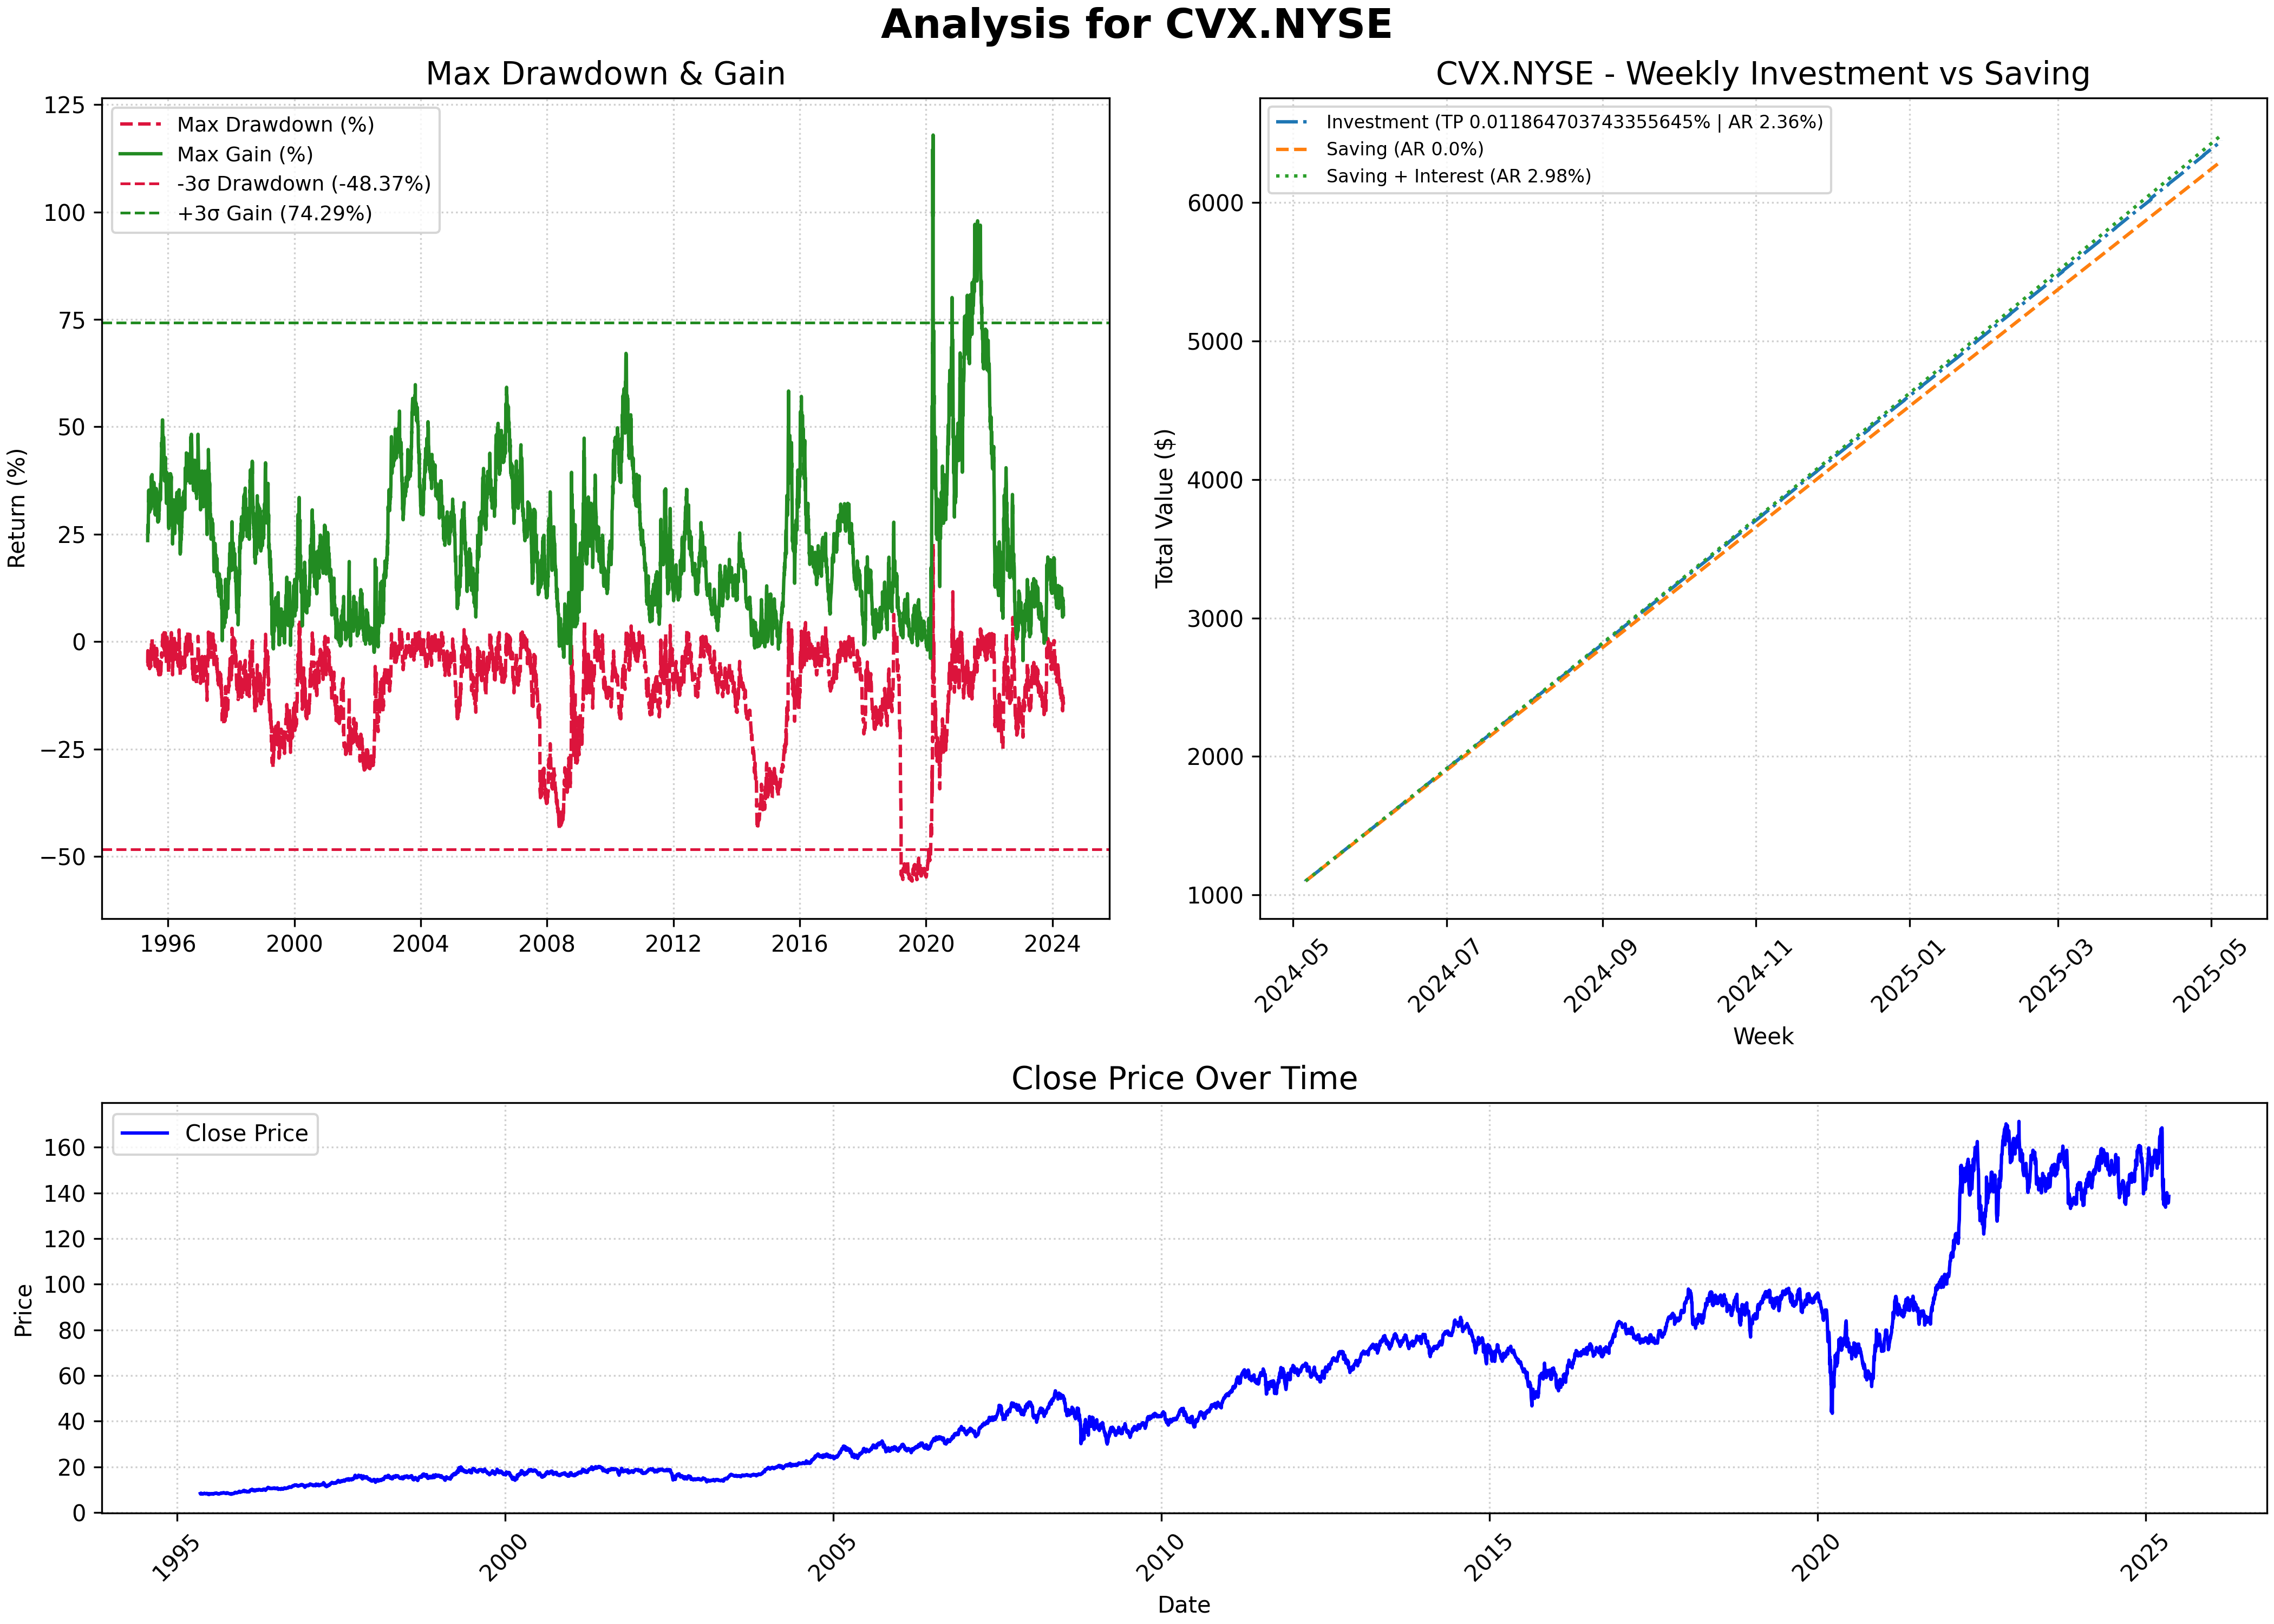 Analysis for CVX.NYSE
Max Drawdown & Gain
Max Drawdown (%)
Max Gain (%)
-3σ Drawdown (-48.37%)
+3σ Gain (74.29%)
Return (%)
125
100
75
50
25
0
−25
−50
1996 2000 2004 2008 2012 2016 2020 2024
CVX.NYSE - Weekly Investment vs Saving
Investment (TP 0.011864703743355645% | AR 2.36%)
Saving (AR 0.0%)
Saving + Interest (AR 2.98%)
Total Value ($)
6000
5000
4000
3000
2000
1000
2024-05 2024-07 2024-09 2024-11 2025-01 2025-03 2025-05
Week
Close Price Over Time
Close Price
Price
160
140
120
100
80
60
40
20
0
1995 2000 2005 2010 2015 2020 2025
Date